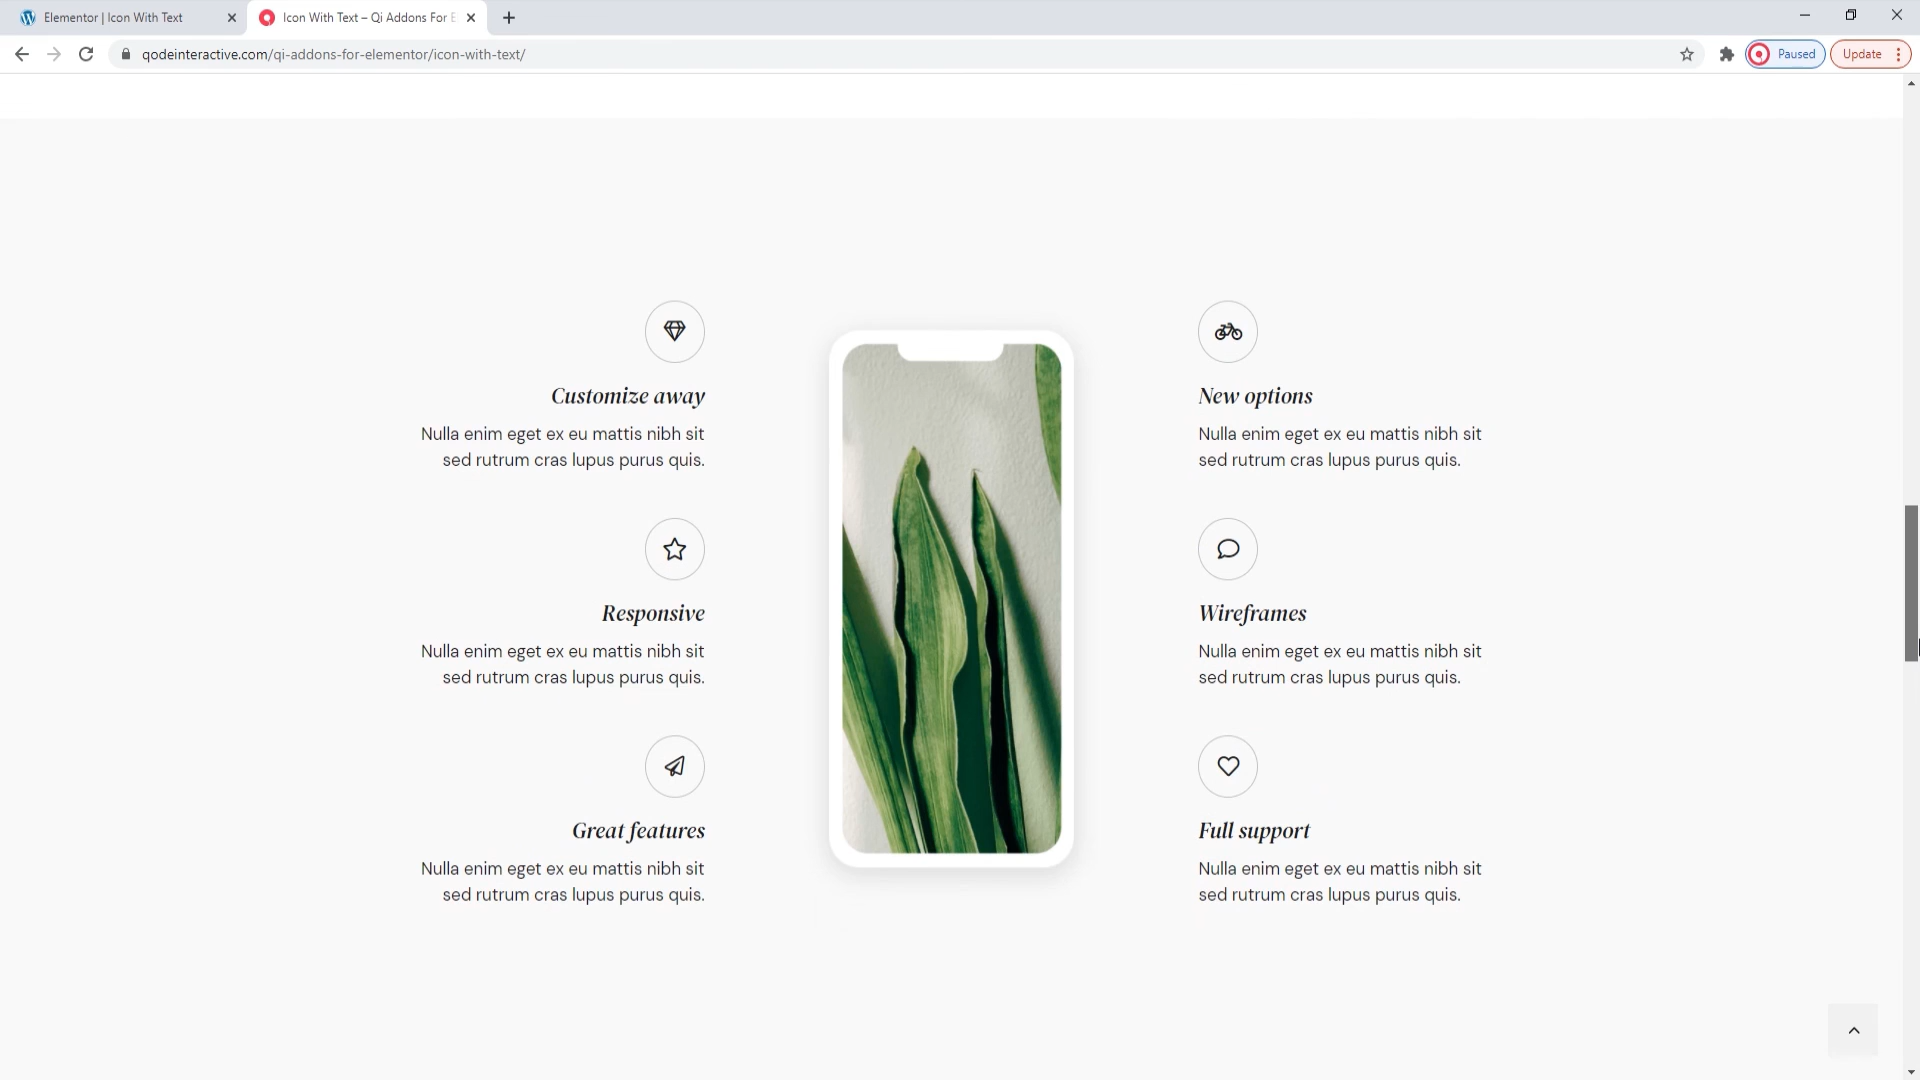 Elementor | Icon With Text
Icon With Text – Qi Addons For E
qodeinteractive.com/qi-addons-for-elementor/icon-with-text/
Paused
Update
Customize away
Nulla enim eget ex eu mattis nibh sit
sed rutrum cras lupus purus quis.
Responsive
Nulla enim eget ex eu mattis nibh sit
sed rutrum cras lupus purus quis.
Great features
Nulla enim eget ex eu mattis nibh sit
sed rutrum cras lupus purus quis.
New options
Nulla enim eget ex eu mattis nibh sit
sed rutrum cras lupus purus quis.
Wireframes
Nulla enim eget ex eu mattis nibh sit
sed rutrum cras lupus purus quis.
Full support
Nulla enim eget ex eu mattis nibh sit
sed rutrum cras lupus purus quis.